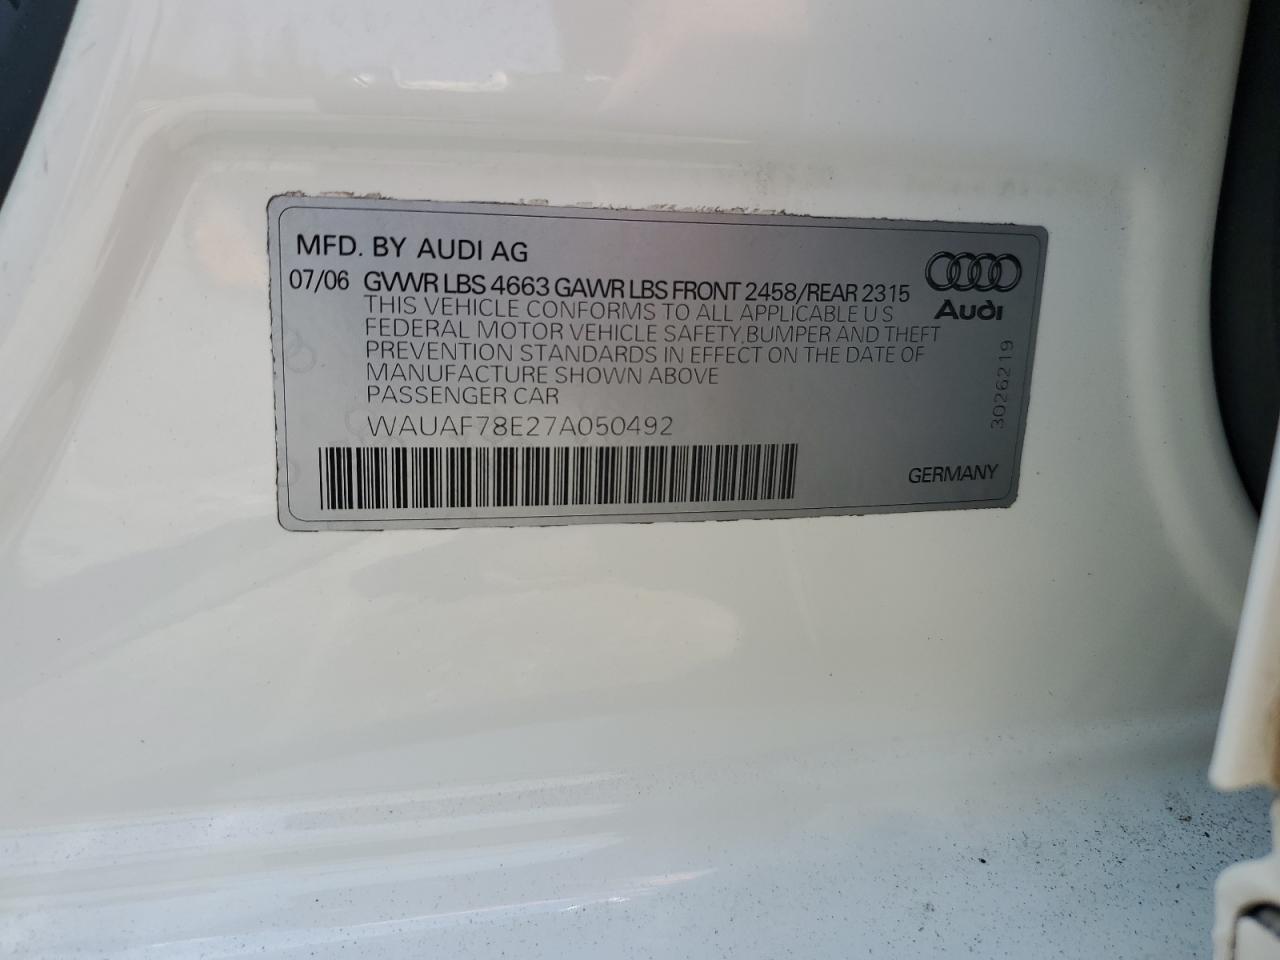 MFD. BY AUDI AG
07/06 GVWR LBS 4663 GAWR LBS FRONT 2458/REAR 2315
THIS VEHICLE CONFORMS TO ALL APPLICABLE U S
FEDERAL MOTOR VEHICLE SAFETY,BUMPER AND THEFT
PREVENTION STANDARDS IN EFFECT ON THE DATE OF
MANUFACTURE SHOWN ABOVE
PASSENGER CAR
WAUAF78E27A050492
Audi
3026219
GERMANY